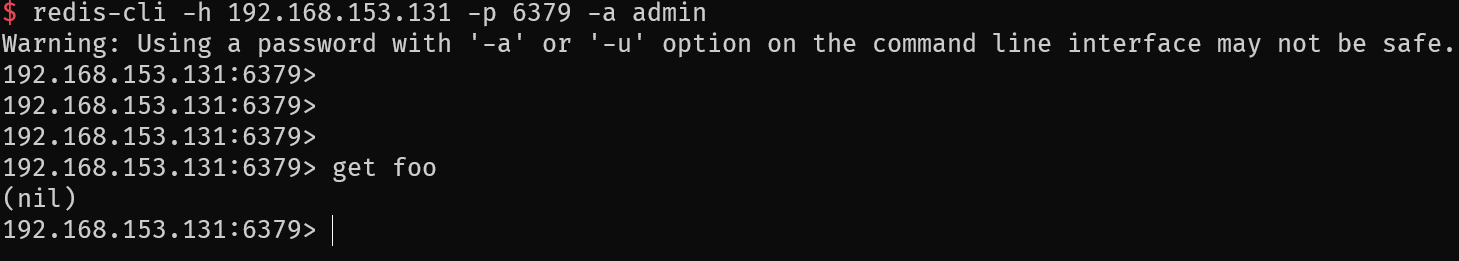 $ redis-cli -h 192.168.153.131 -p 6379 -a admin
Warning: Using a password with '-a' or '-u' option on the command line interface may not be safe.
192.168.153.131:6379>
192.168.153.131:6379>
192.168.153.131:6379>
192.168.153.131:6379> get foo
(nil)
192.168.153.131:6379>